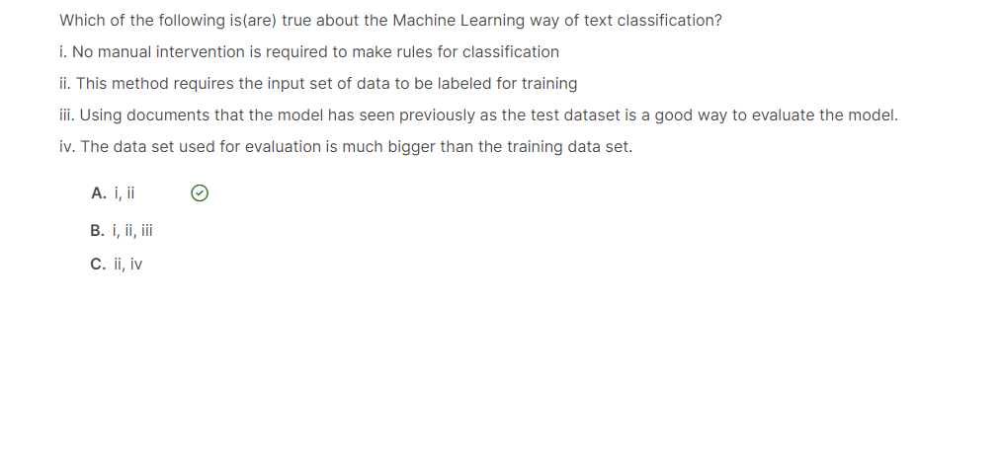 Which of the following is(are) true about the Machine Learning way of text classification?
i. No manual intervention is required to make rules for classification
ii. This method requires the input set of data to be labeled for training
iii. Using documents that the model has seen previously as the test dataset is a good way to evaluate the model.
iv. The data set used for evaluation is much bigger than the training data set.
A. i, ii
B. i, ii, iii
C. ii, iv